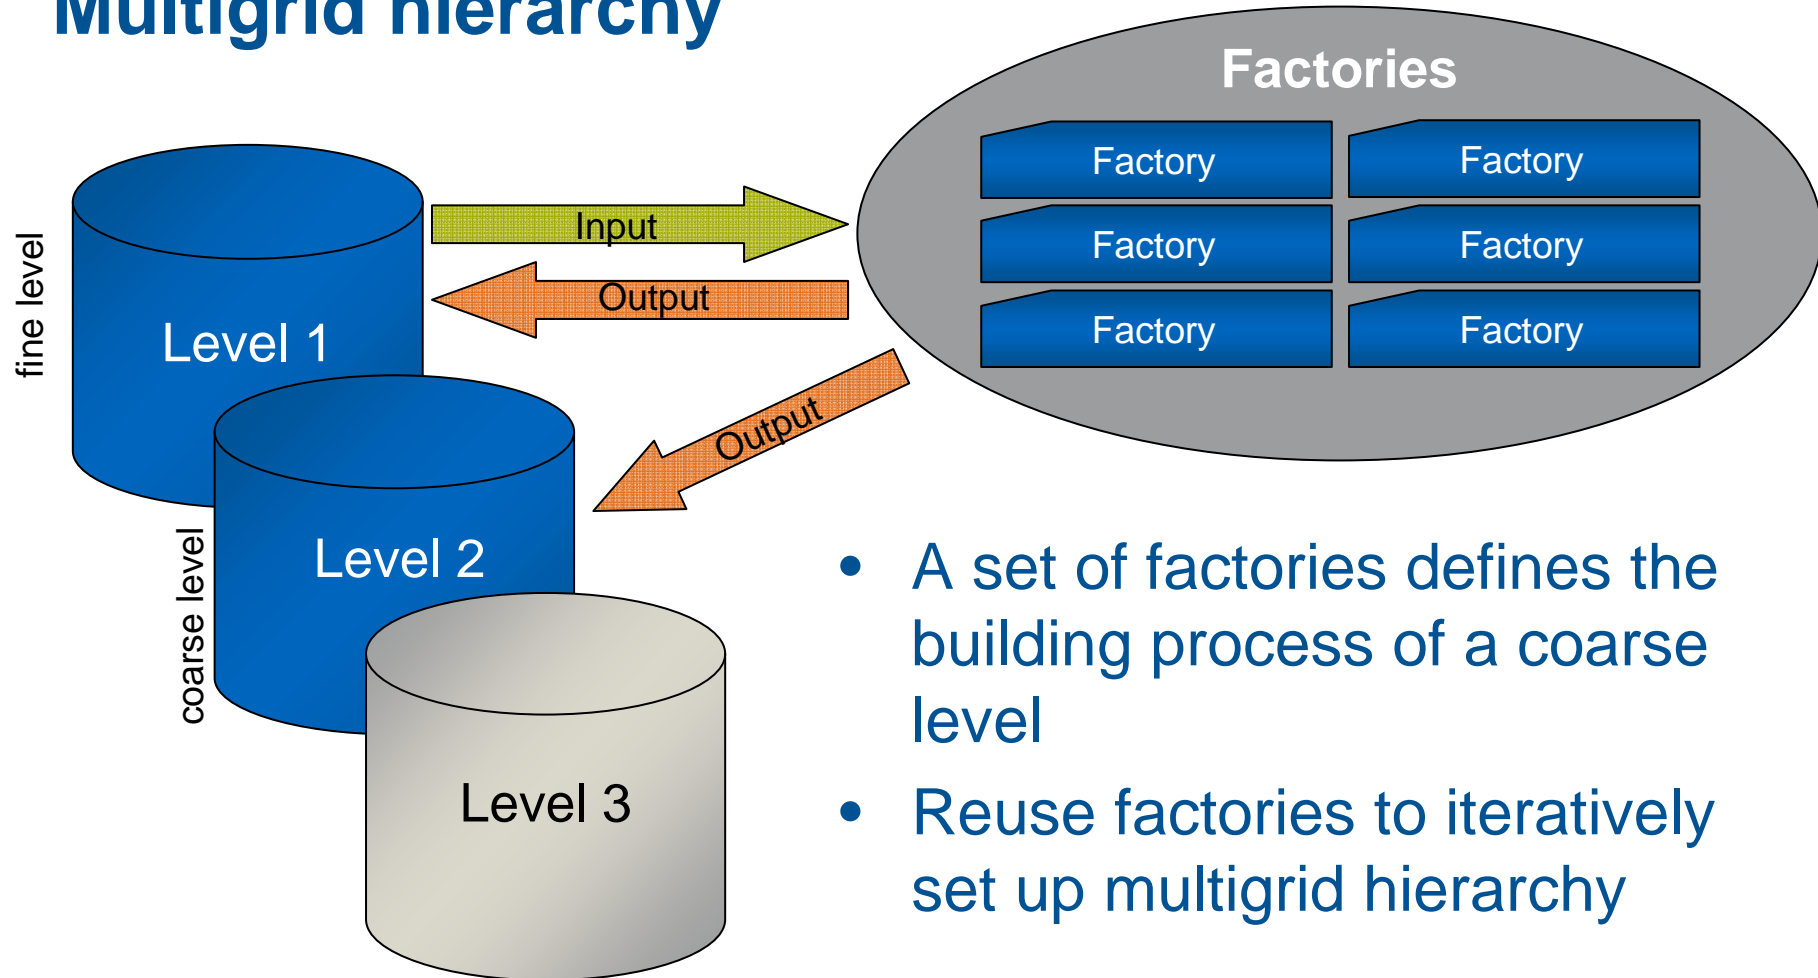 Multigrid hierarchy
Factories
Factory
Factory
Factory
Factory
Factory
Factory
Input
Output
Output
fine level
Level 1
coarse level
Level 2
Level 3
• A set of factories defines the
building process of a coarse
level
• Reuse factories to iteratively
set up multigrid hierarchy